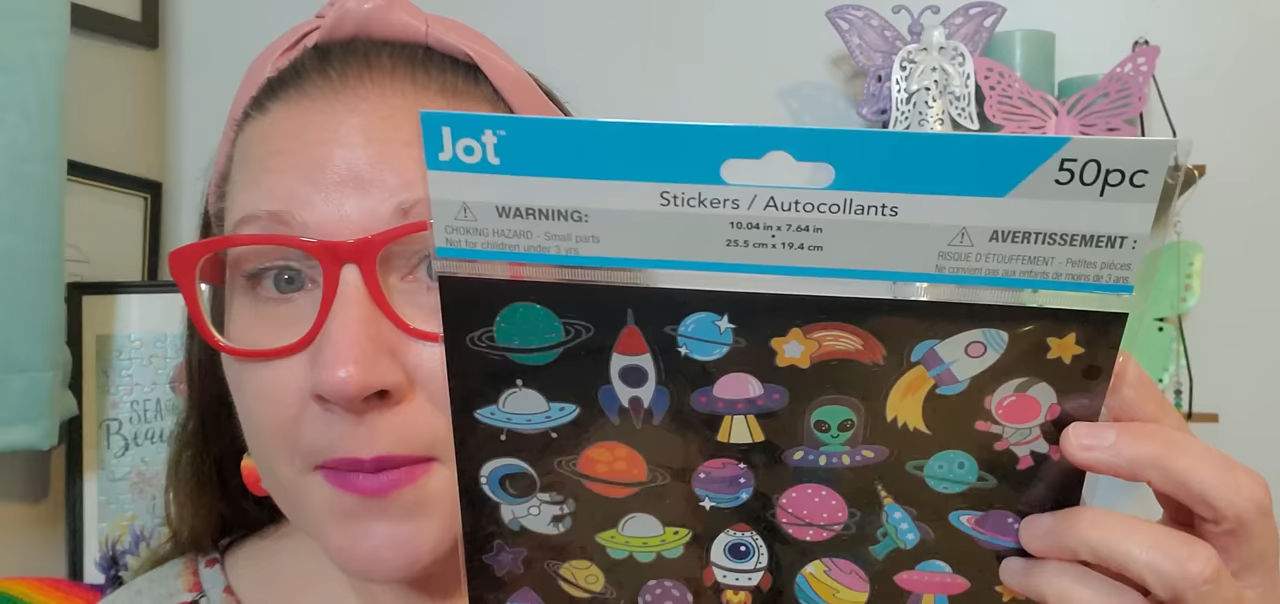 Jot™
50pc
Stickers / Autocollants
10.04 in x 7.64 in
•
25.5 cm x 19.4 cm
WARNING:
CHOKING HAZARD - Small parts
Not for children under 3 yrs.
AVERTISSEMENT :
RISQUE D'ÉTOUFFEMENT - Petites pièces.
Ne convient pas aux enfants de moins de 3 ans.